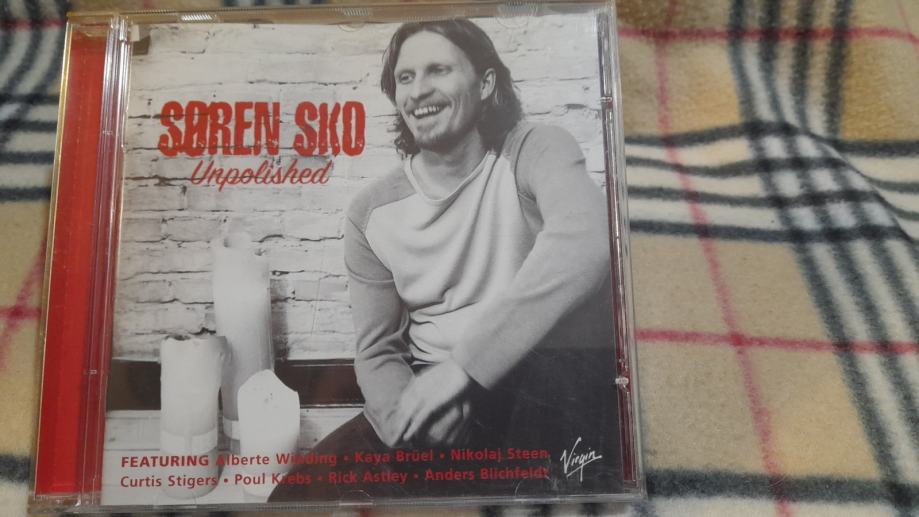 SØREN SKO
Unpolished
FEATURING Alberte Winding • Kaya Brüel • Nikolaj Steen
Curtis Stigers • Poul Krebs • Rick Astley • Anders Blichfeldt
Virgin